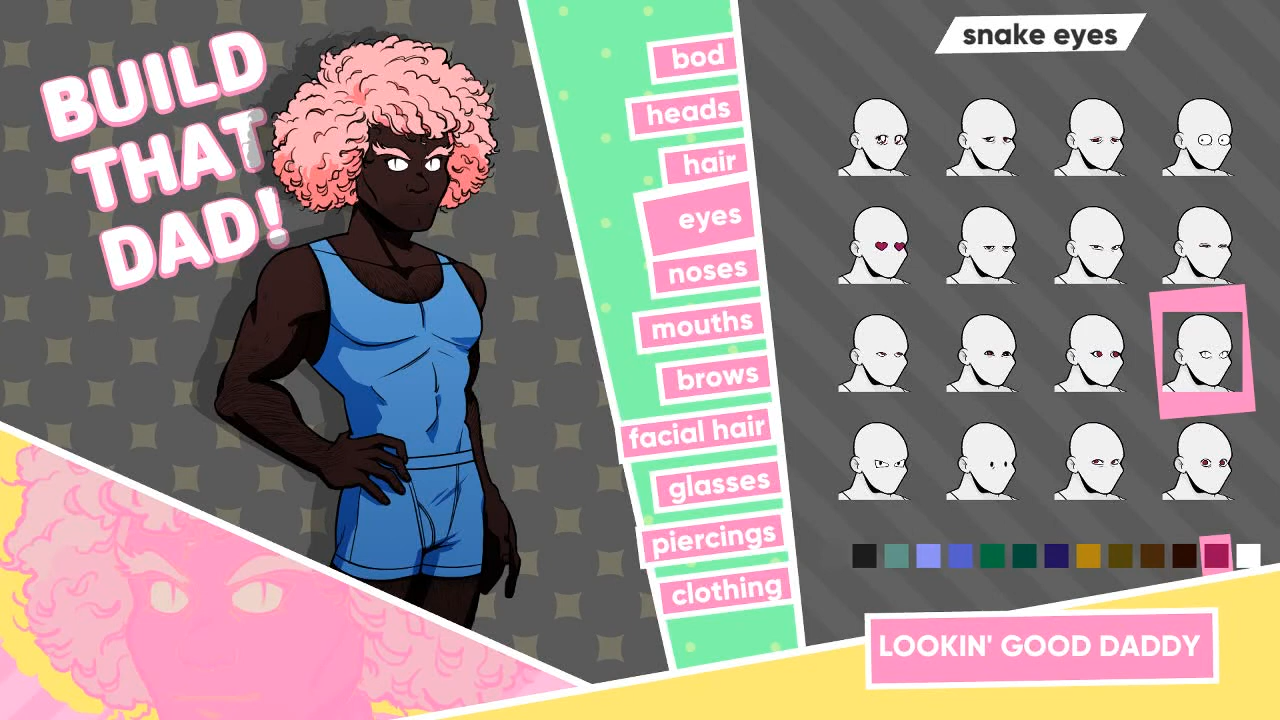 BUILD
THAT
DAD!
bod
heads
hair
eyes
noses
mouths
brows
facial hair
glasses
piercings
clothing
snake eyes
LOOKIN' GOOD DADDY